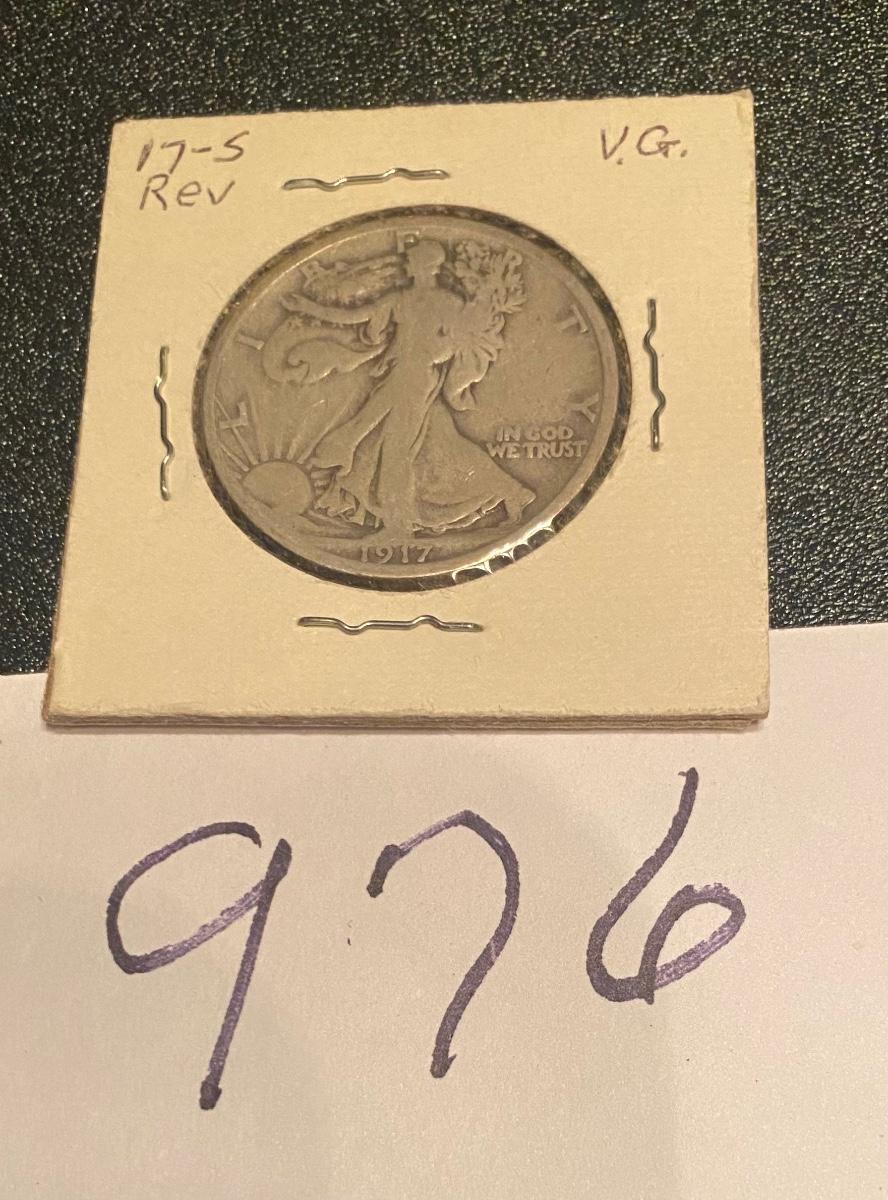 17-S
Rev
V.G.
LIBERTY
IN GOD
WE TRUST
1917
976